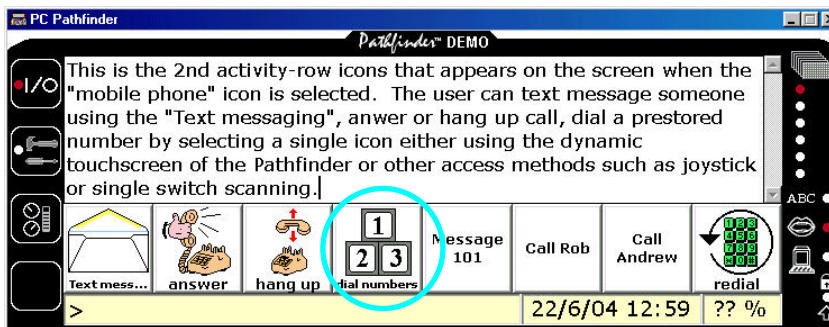 PC Pathfinder
Pathfinder™ DEMO
I/O
This is the 2nd activity-row icons that appears on the screen when the
"mobile phone" icon is selected. The user can text message someone
using the "Text messaging", anwer or hang up call, dial a prestored
number by selecting a single icon either using the dynamic
touchscreen of the Pathfinder or other access methods such as joystick
or single switch scanning.
ABC
1
2 3
Message
101
Call Rob
Call
Andrew
Text mess...
answer
hang up
dial numbers
redial
>
22/6/04 12:59
?? %